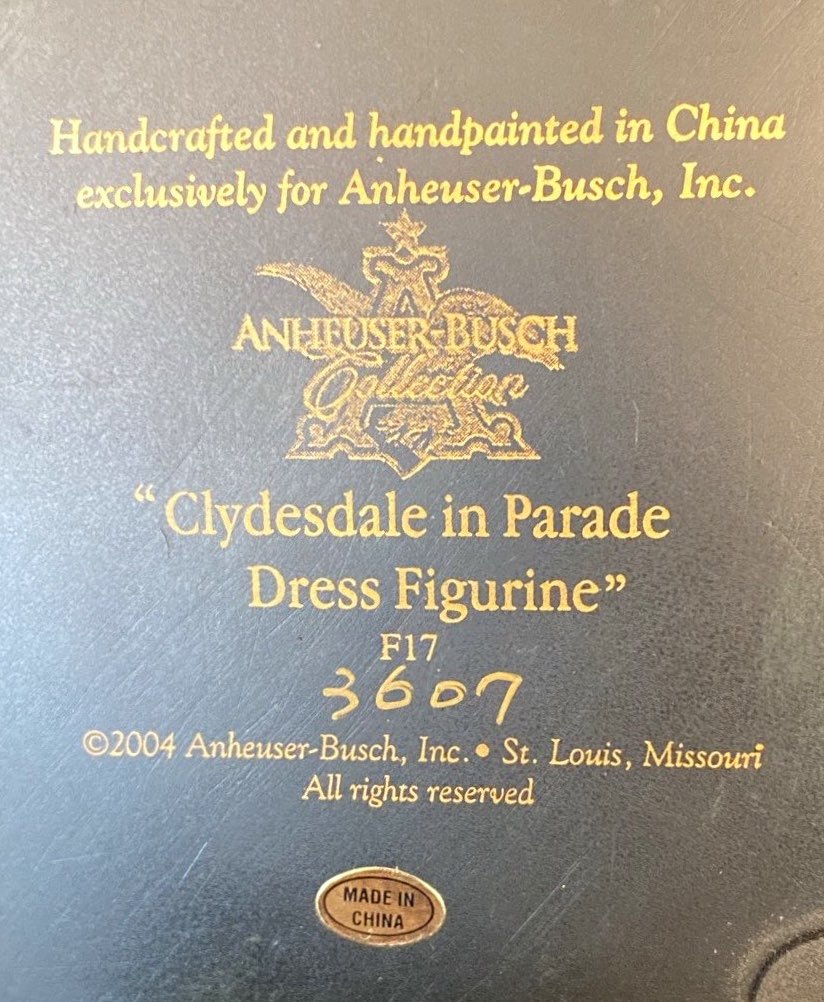 Handcrafted and handpainted in China
exclusively for Anheuser-Busch, Inc.
A
ANHEUSER-BUSCH
Collection
“Clydesdale in Parade
Dress Figurine”
F17
3607
©2004 Anheuser-Busch, Inc.• St. Louis, Missouri
All rights reserved
MADE IN
CHINA